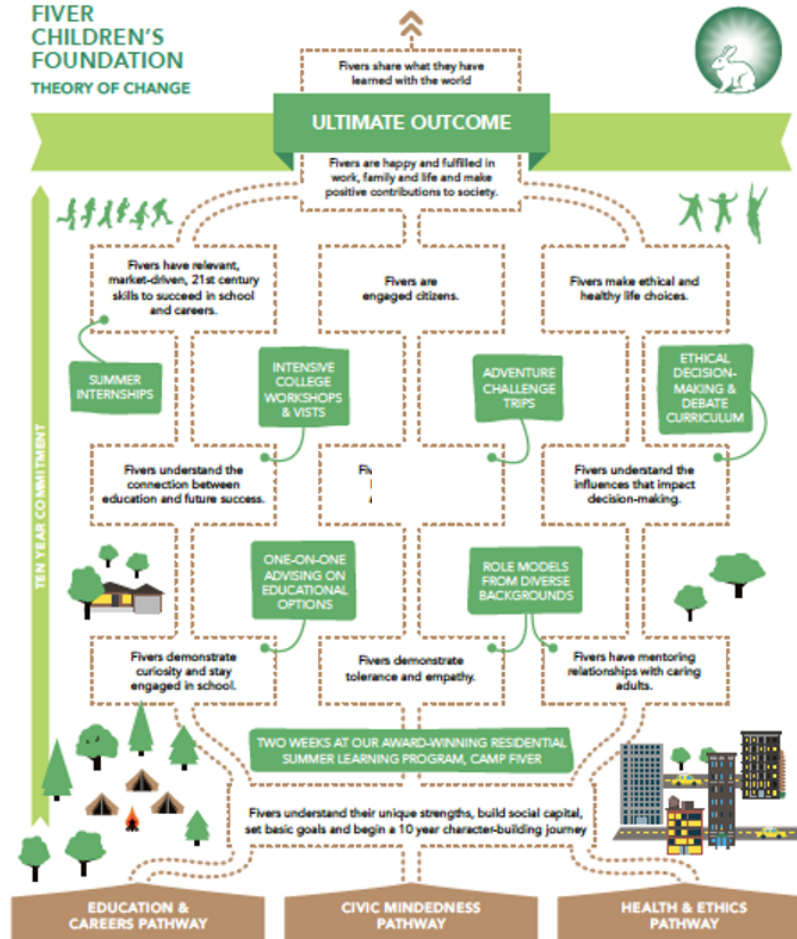 FIVER
CHILDREN'S
FOUNDATION
THEORY OF CHANGE
Fivers share what they have
learned with the world
ULTIMATE OUTCOME
Fivers are happy and fulfilled in
work, family and life and make
positive contributions to society.
Fivers have relevant,
market-driven, 21st century
skills to succeed in school
and careers.
Fivers are
engaged citizens.
Fivers make ethical and
healthy life choices.
SUMMER
INTERNSHIPS
INTENSIVE
COLLEGE
WORKSHOPS
& VISTS
ADVENTURE
CHALLENGE
TRIPS
ETHICAL
DECISION-
MAKING &
DEBATE
CURRICULUM
TEN YEAR COMMITMENT
Fivers understand the
connection between
education and future success.
Fivers understand the
influences that impact
decision-making.
ONE-ON-ONE
ADVISING ON
EDUCATIONAL
OPTIONS
ROLE MODELS
FROM DIVERSE
BACKGROUNDS
Fivers demonstrate
curiosity and stay
engaged in school.
Fivers demonstrate
tolerance and empathy.
Fivers have mentoring
relationships with caring
adults.
TWO WEEKS AT OUR AWARD-WINNING RESIDENTIAL
SUMMER LEARNING PROGRAM, CAMP FIVER
Fivers understand their unique strengths, build social capital,
set basic goals and begin a 10 year character-building journey
EDUCATION &
CAREERS PATHWAY
CIVIC MINDEDNESS
PATHWAY
HEALTH & ETHICS
PATHWAY